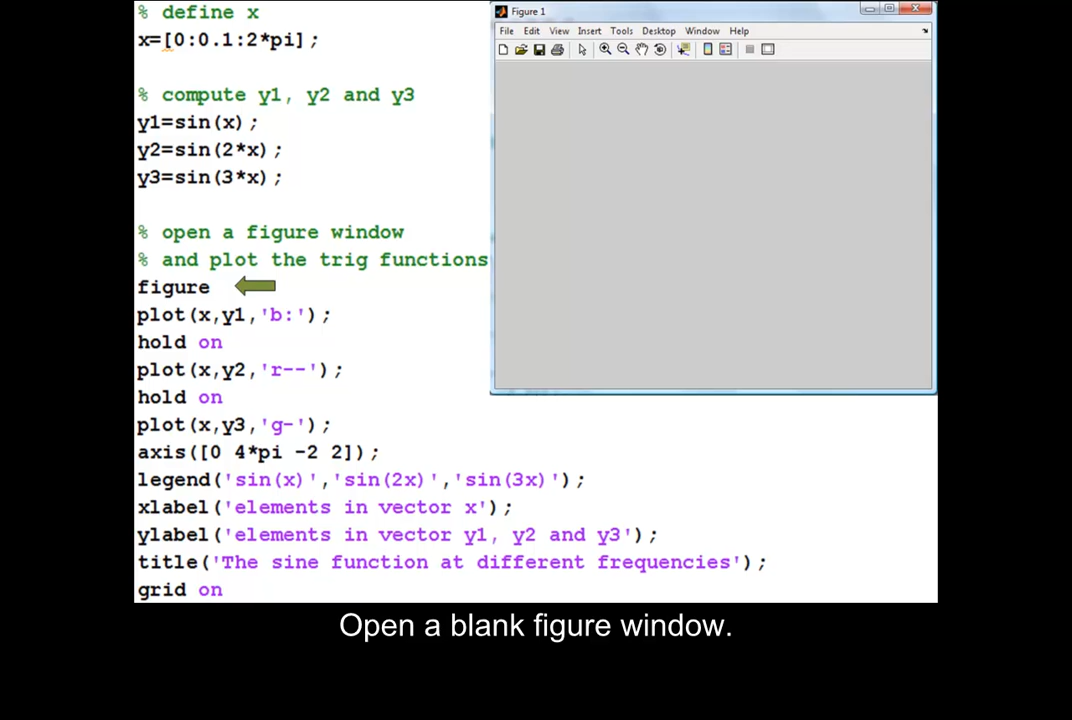 % define x
x=[0:0.1:2*pi];
% compute y1, y2 and y3
y1=sin(x);
y2=sin(2*x);
y3=sin(3*x);
% open a figure window
% and plot the trig functions
figure
plot(x,y1,'b:');
hold on
plot(x,y2,'r--');
hold on
plot(x,y3,'g-');
axis([0 4*pi -2 2]);
legend('sin(x)','sin(2x)','sin(3x)');
xlabel('elements in vector x');
ylabel('elements in vector y1, y2 and y3');
title('The sine function at different frequencies');
grid on
Figure 1
File Edit View Insert Tools Desktop Window Help
Open a blank figure window.